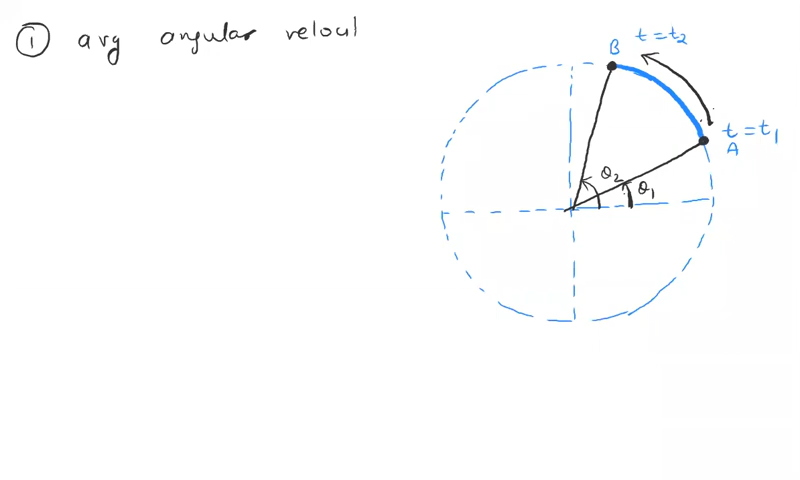 ① avg angular veloci
B t = t₂
t = t₁
A
θ₂
θ₁